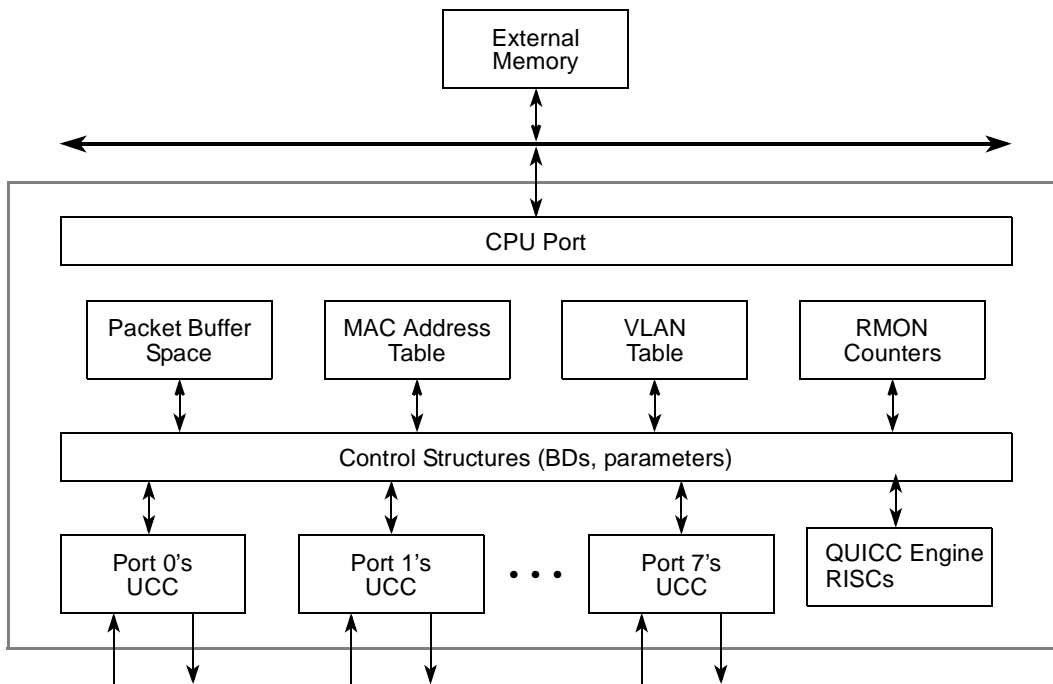 External
Memory
CPU Port
Packet Buffer
Space
MAC Address
Table
VLAN
Table
RMON
Counters
Control Structures (BDs, parameters)
Port 0's
UCC
Port 1's
UCC
• • •
Port 7's
UCC
QUICC Engine
RISCs